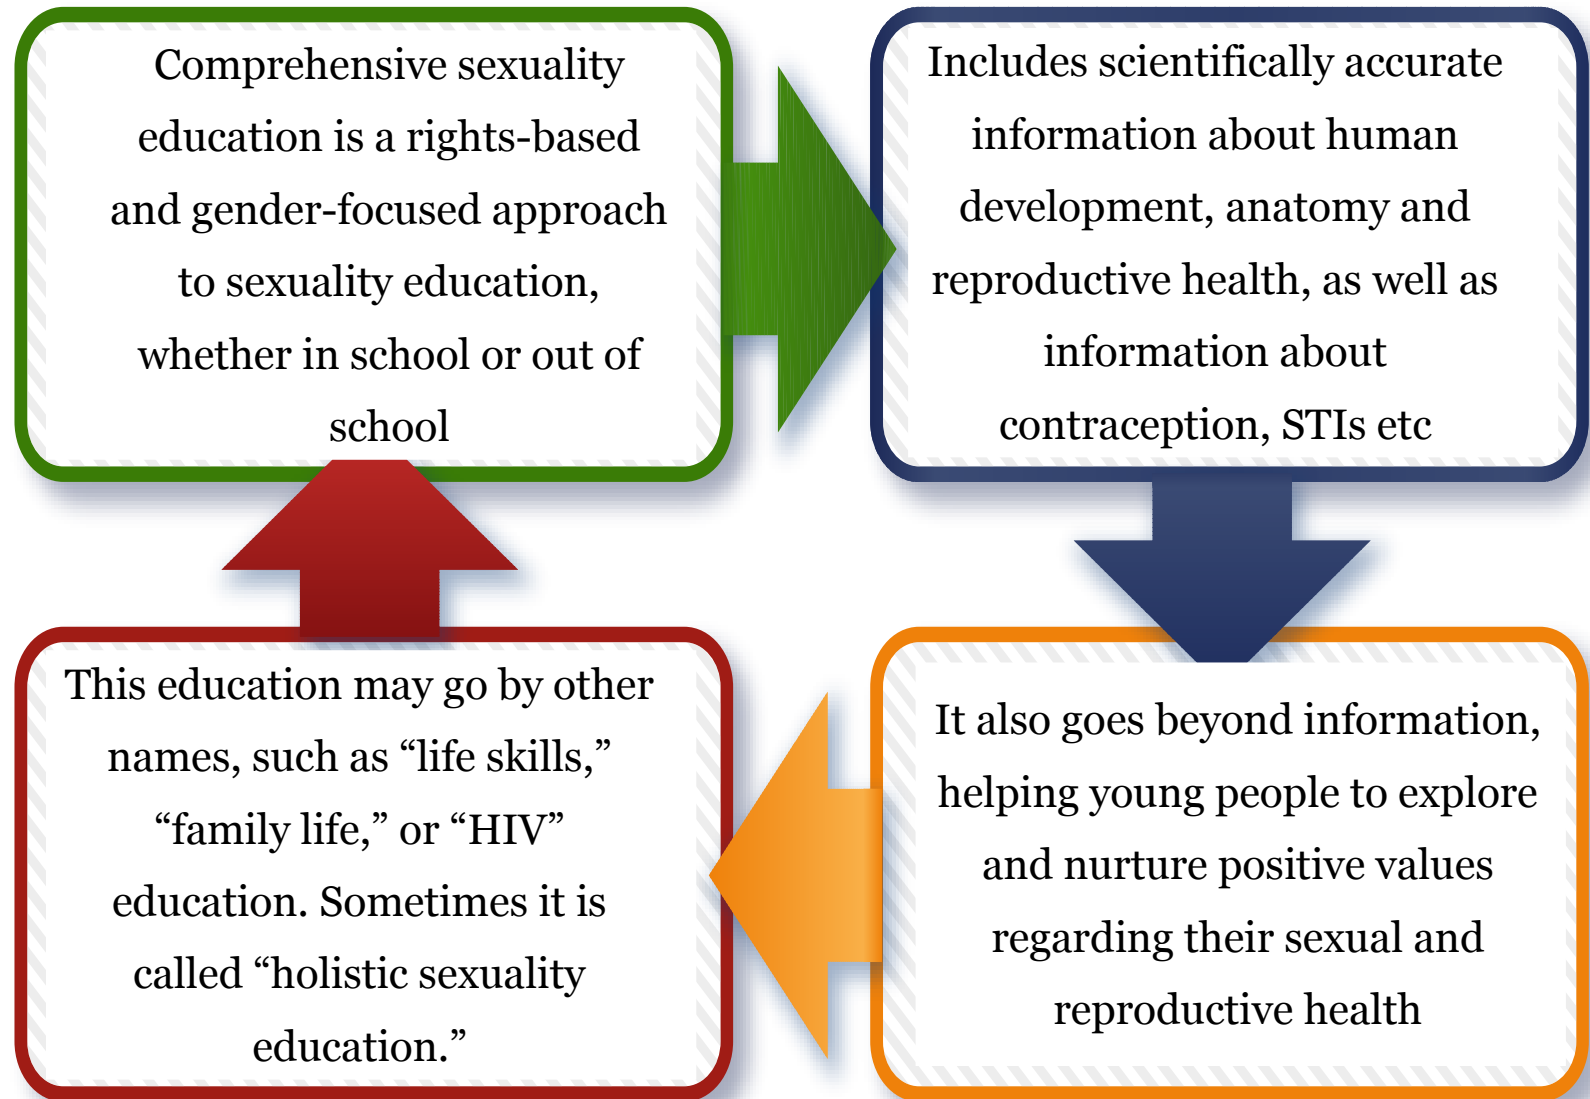 Comprehensive sexuality
education is a rights-based
and gender-focused approach
to sexuality education,
whether in school or out of
school
Includes scientifically accurate
information about human
development, anatomy and
reproductive health, as well as
information about
contraception, STIs etc
It also goes beyond information,
helping young people to explore
and nurture positive values
regarding their sexual and
reproductive health
This education may go by other
names, such as “life skills,”
“family life,” or “HIV”
education. Sometimes it is
called “holistic sexuality
education.”